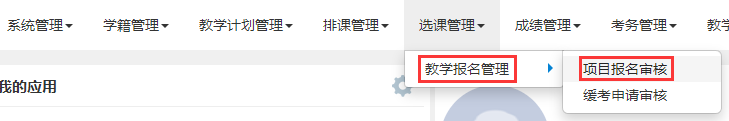 系统管理 学籍管理 教学计划管理 排课管理 选课管理 成绩管理 考务管理 教学
教学报名管理 项目报名审核
我的应用 缓考申请审核